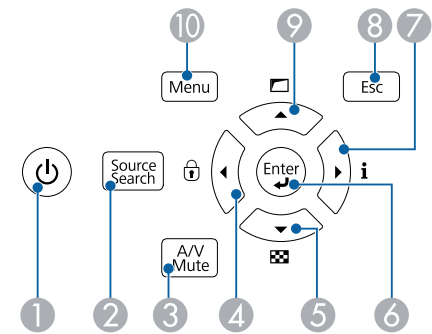 10 9 8 7
Menu
Esc
Source
Search
Enter
i
A/V
Mute
1 2 3 4 5 6